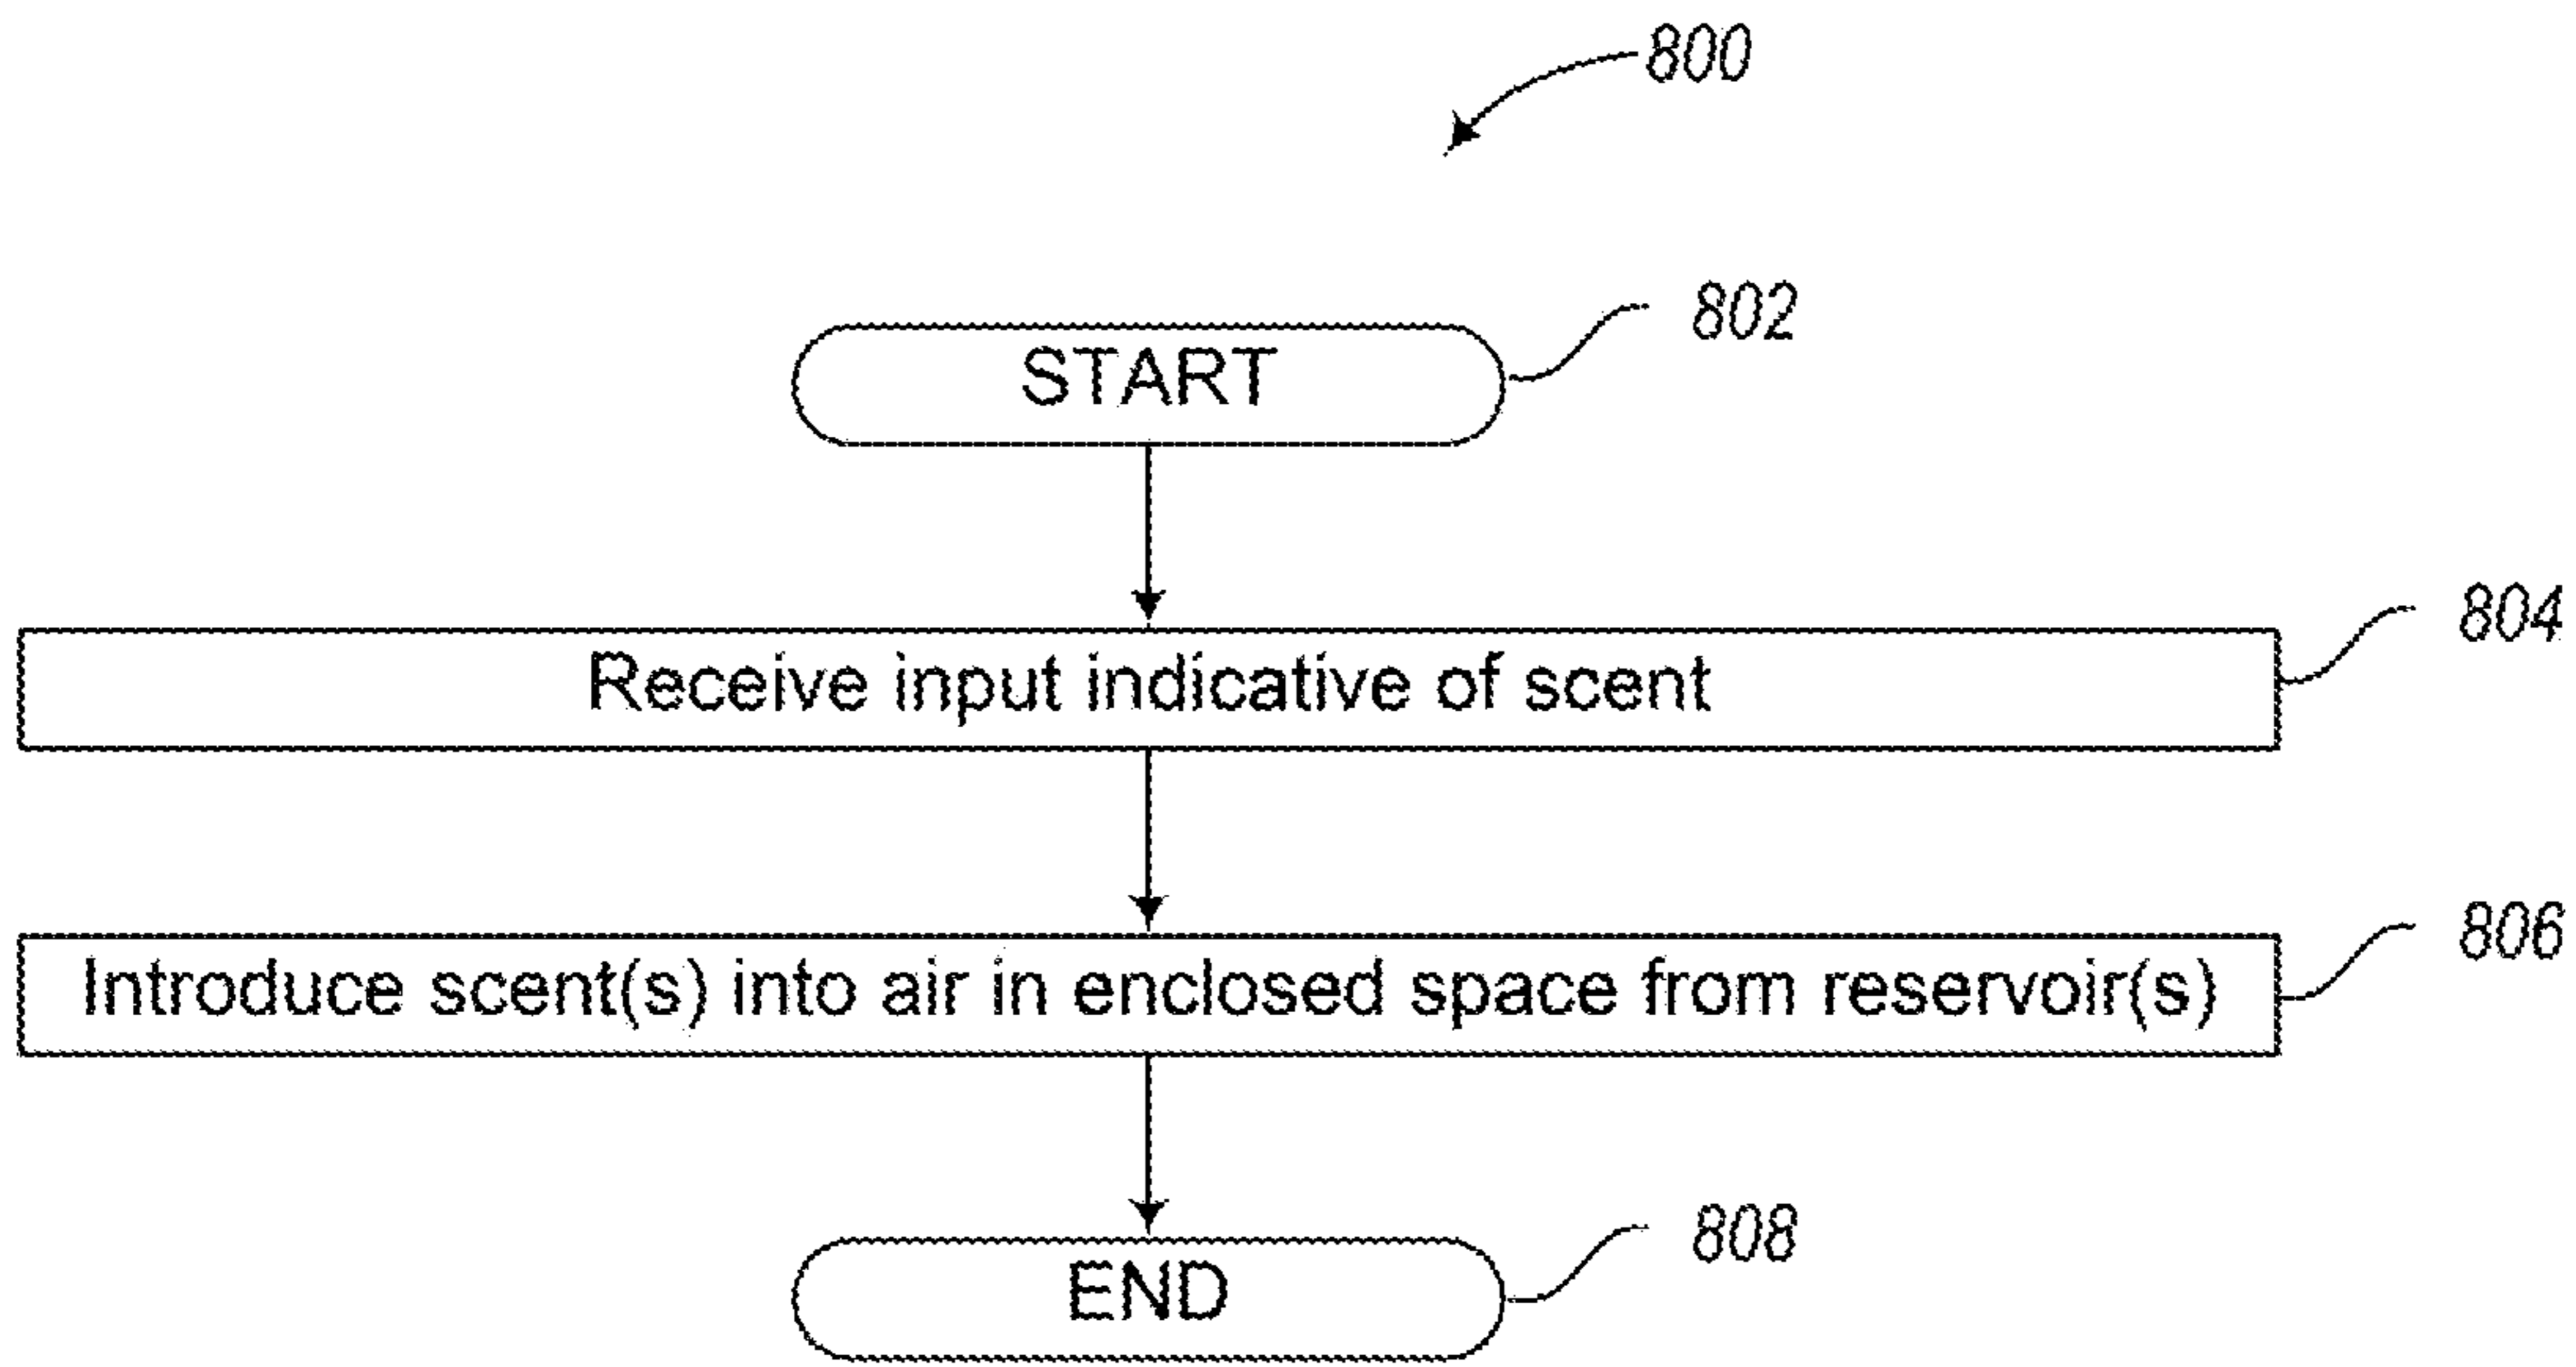 800
START
802
Receive input indicative of scent
804
Introduce scent(s) into air in enclosed space from reservoir(s)
806
END
808